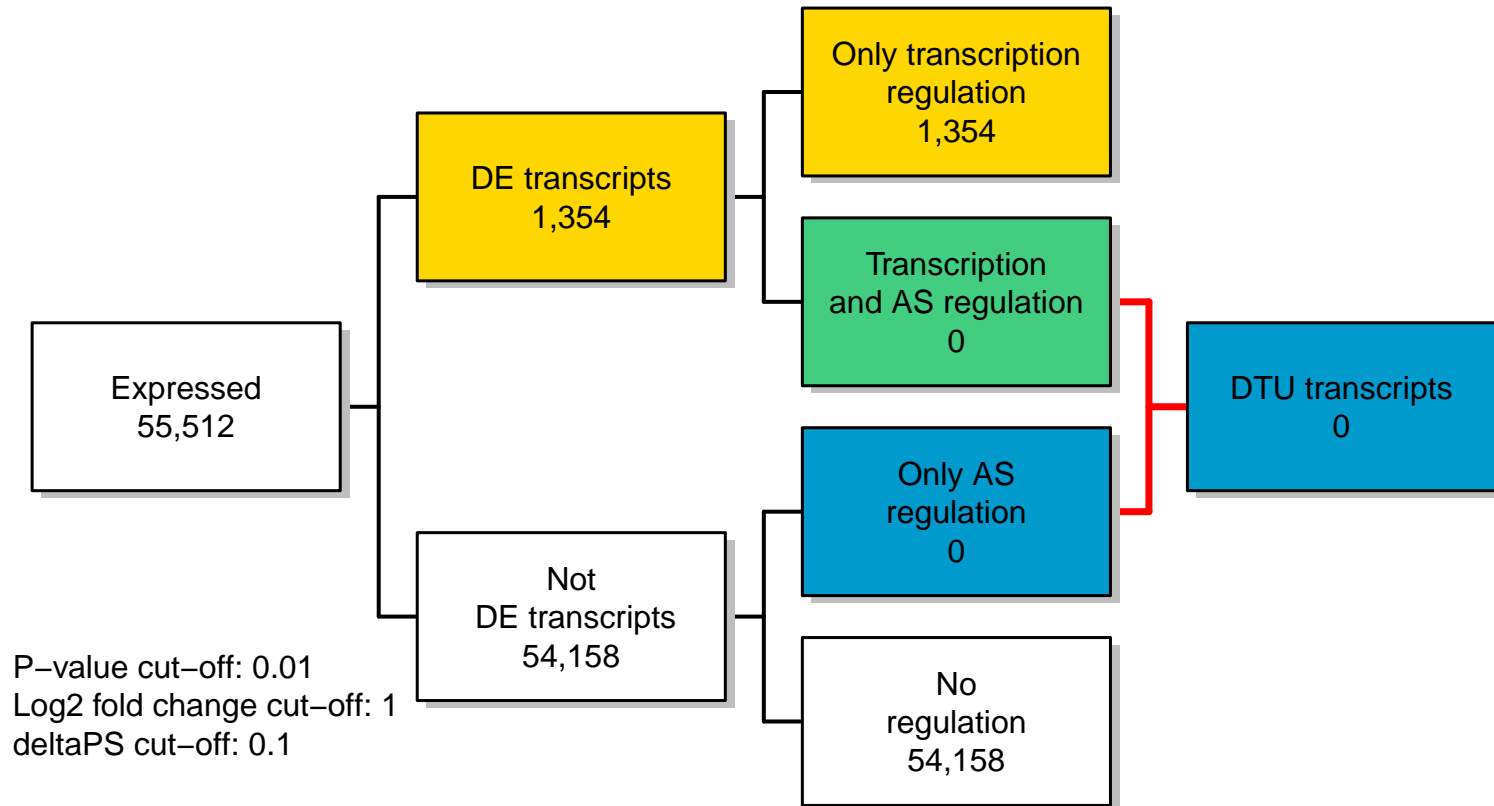 Only transcription
regulation
1,354
DE transcripts
1,354
Transcription
and AS regulation
0
Expressed
55,512
DTU transcripts
0
Only AS
regulation
0
Not
DE transcripts
54,158
No
regulation
54,158
P−value cut−off: 0.01
Log2 fold change cut−off: 1
deltaPS cut−off: 0.1